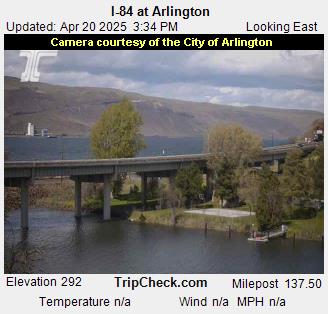 I-84 at Arlington
Updated: Apr 20 2025 3:34 PM Looking East
Camera courtesy of the City of Arlington
Elevation 292 TripCheck.com Milepost 137.50
Temperature n/a Wind n/a MPH n/a